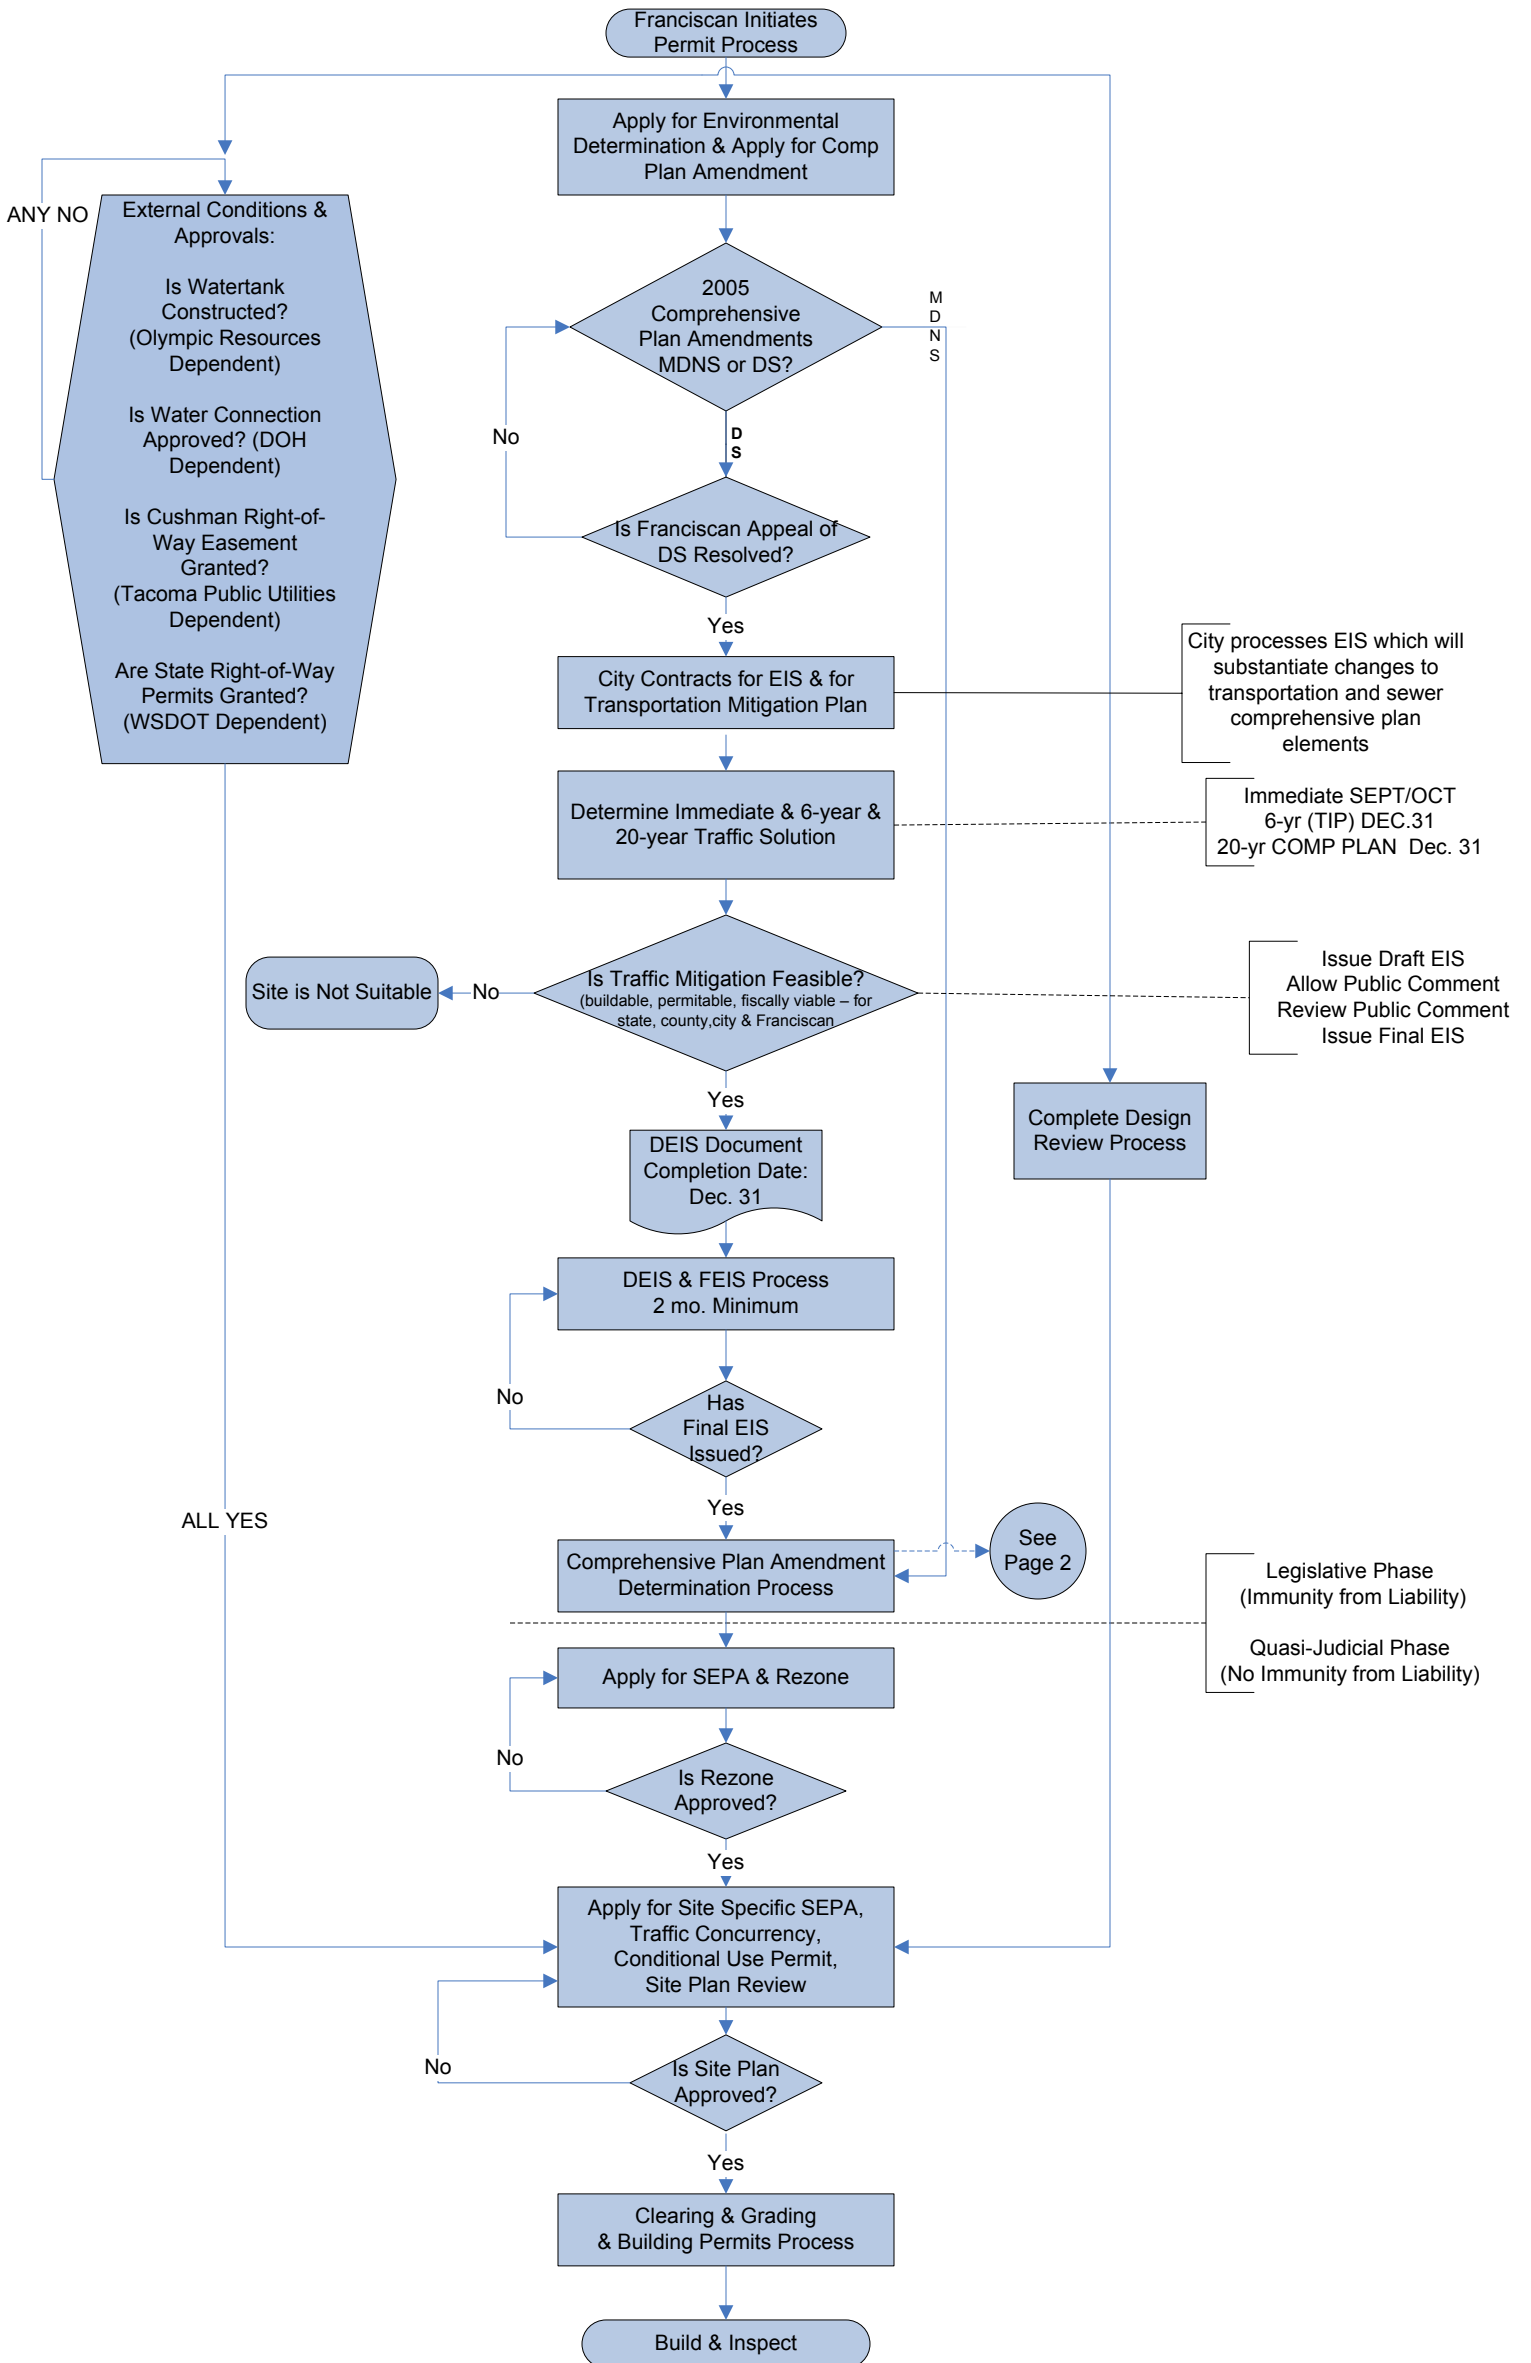 Franciscan Initiates
Permit Process
Apply for Environmental
Determination & Apply for Comp
Plan Amendment
ANY NO
External Conditions &
Approvals:
Is Watertank
Constructed?
(Olympic Resources
Dependent)
Is Water Connection
Approved? (DOH
Dependent)
Is Cushman Right-of-
Way Easement
Granted?
(Tacoma Public Utilities
Dependent)
Are State Right-of-Way
Permits Granted?
(WSDOT Dependent)
2005
Comprehensive
Plan Amendments
MDNS or DS?
M
D
N
S
No
D
S
Is Franciscan Appeal of
DS Resolved?
Yes
City Contracts for EIS & for
Transportation Mitigation Plan
City processes EIS which will
substantiate changes to
transportation and sewer
comprehensive plan
elements
Determine Immediate & 6-year &
20-year Traffic Solution
Immediate SEPT/OCT
6-yr (TIP) DEC.31
20-yr COMP PLAN  Dec. 31
Site is Not Suitable
No
Is Traffic Mitigation Feasible?
(buildable, permitable, fiscally viable – for
state, county,city & Franciscan
Issue Draft EIS
Allow Public Comment
Review Public Comment
Issue Final EIS
Yes
DEIS Document
Completion Date:
Dec. 31
Complete Design
Review Process
DEIS & FEIS Process
2 mo. Minimum
No
Has
Final EIS
Issued?
Yes
ALL YES
Comprehensive Plan Amendment
Determination Process
See
Page 2
Legislative Phase
(Immunity from Liability)
Quasi-Judicial Phase
(No Immunity from Liability)
Apply for SEPA & Rezone
No
Is Rezone
Approved?
Yes
Apply for Site Specific SEPA,
Traffic Concurrency,
Conditional Use Permit,
Site Plan Review
No
Is Site Plan
Approved?
Yes
Clearing & Grading
& Building Permits Process
Build & Inspect